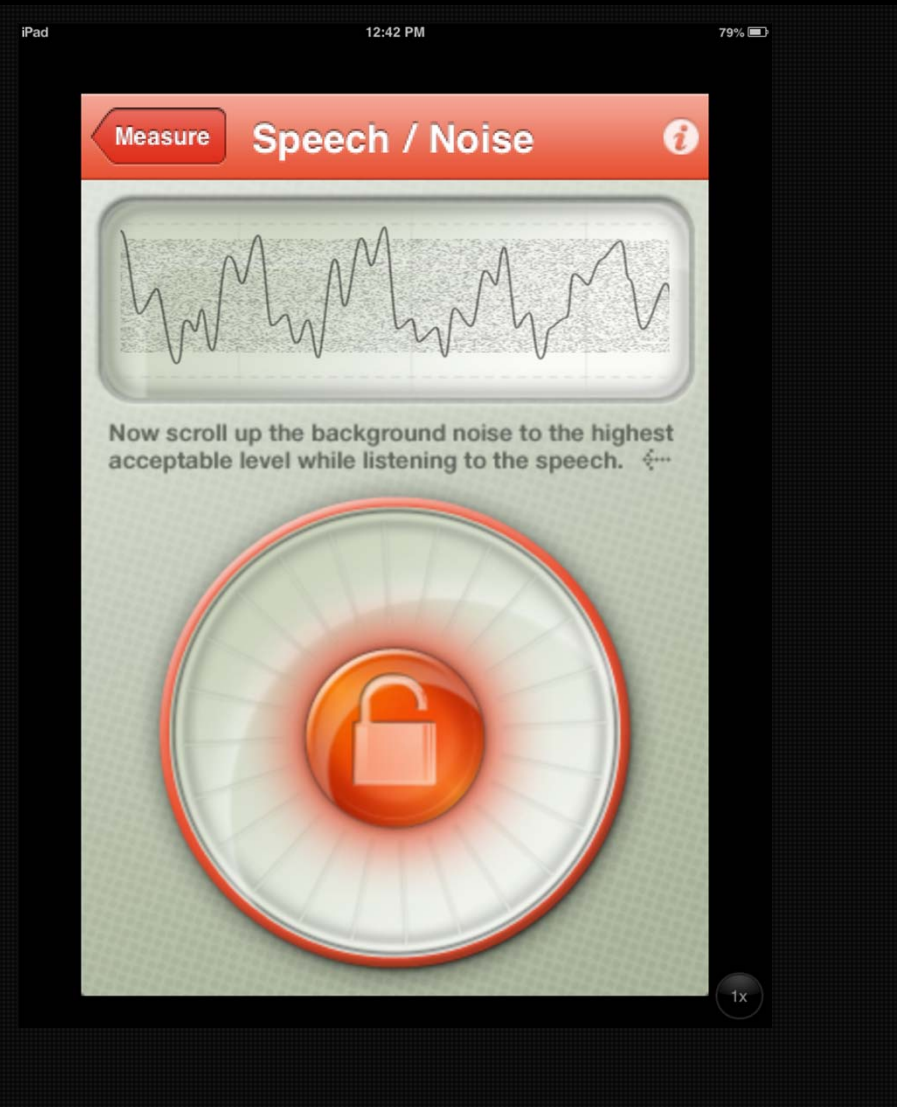 iPad 12:42 PM 79%
Measure Speech / Noise i
Now scroll up the background noise to the highest
acceptable level while listening to the speech.
1x